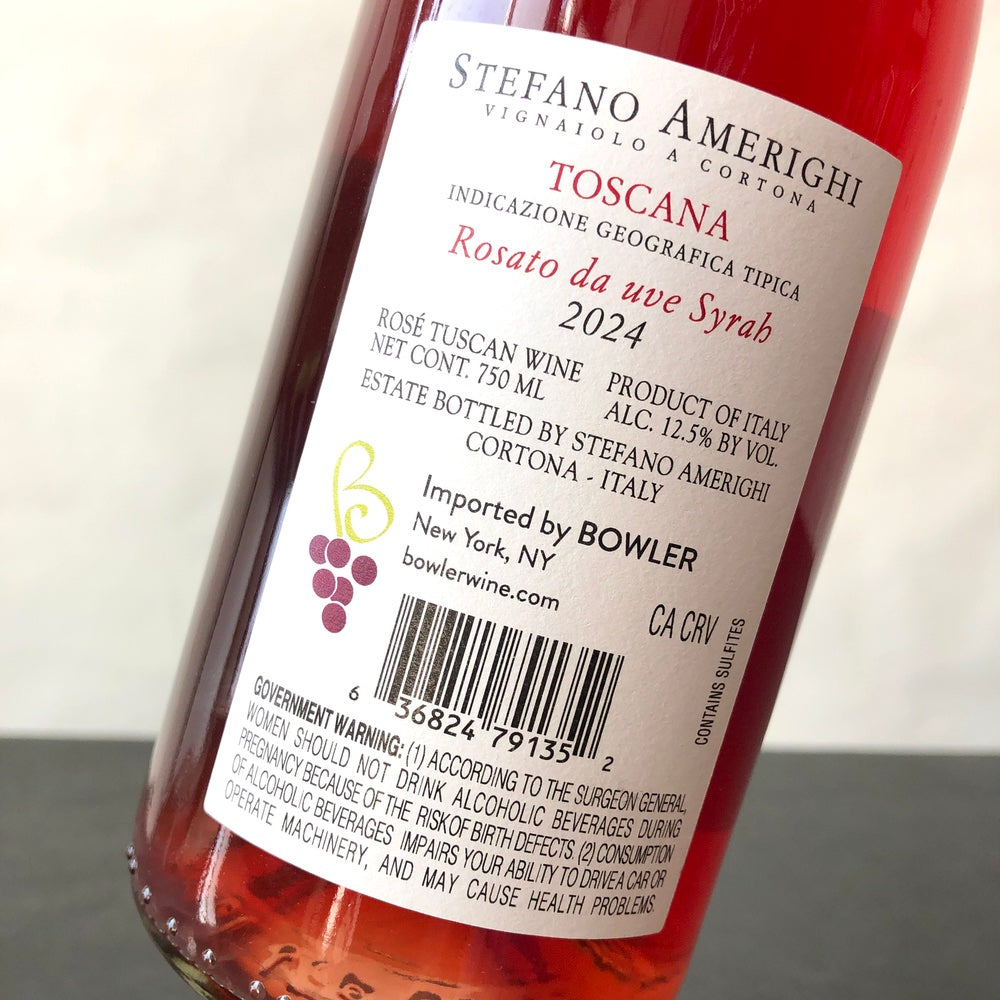 STEFANO AMERIGHI
VIGNAIOLO A CORTONA
TOSCANA
INDICAZIONE GEOGRAFICA TIPICA
Rosato da uve Syrah
2024
ROSÉ TUSCAN WINE
NET CONT. 750 ML
PRODUCT OF ITALY
ALC. 12.5% BY VOL.
ESTATE BOTTLED BY STEFANO AMERIGHI
CORTONA - ITALY
B
Imported by BOWLER
New York, NY
bowlerwine.com
CA CRV
CONTAINS SULFITES
6 36824 79135 2
GOVERNMENT WARNING: (1) ACCORDING TO THE SURGEON GENERAL,
WOMEN SHOULD NOT DRINK ALCOHOLIC BEVERAGES DURING
PREGNANCY BECAUSE OF THE RISK OF BIRTH DEFECTS. (2) CONSUMPTION
OF ALCOHOLIC BEVERAGES IMPAIRS YOUR ABILITY TO DRIVE A CAR OR
OPERATE MACHINERY, AND MAY CAUSE HEALTH PROBLEMS.